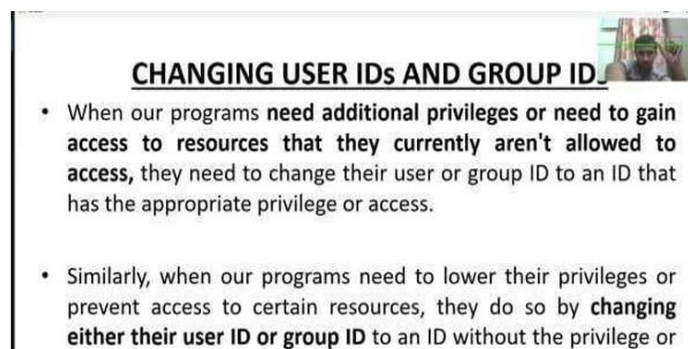 CHANGING USER IDs AND GROUP ID
• When our programs need additional privileges or need to gain
access to resources that they currently aren't allowed to
access, they need to change their user or group ID to an ID that
has the appropriate privilege or access.
• Similarly, when our programs need to lower their privileges or
prevent access to certain resources, they do so by changing
either their user ID or group ID to an ID without the privilege or